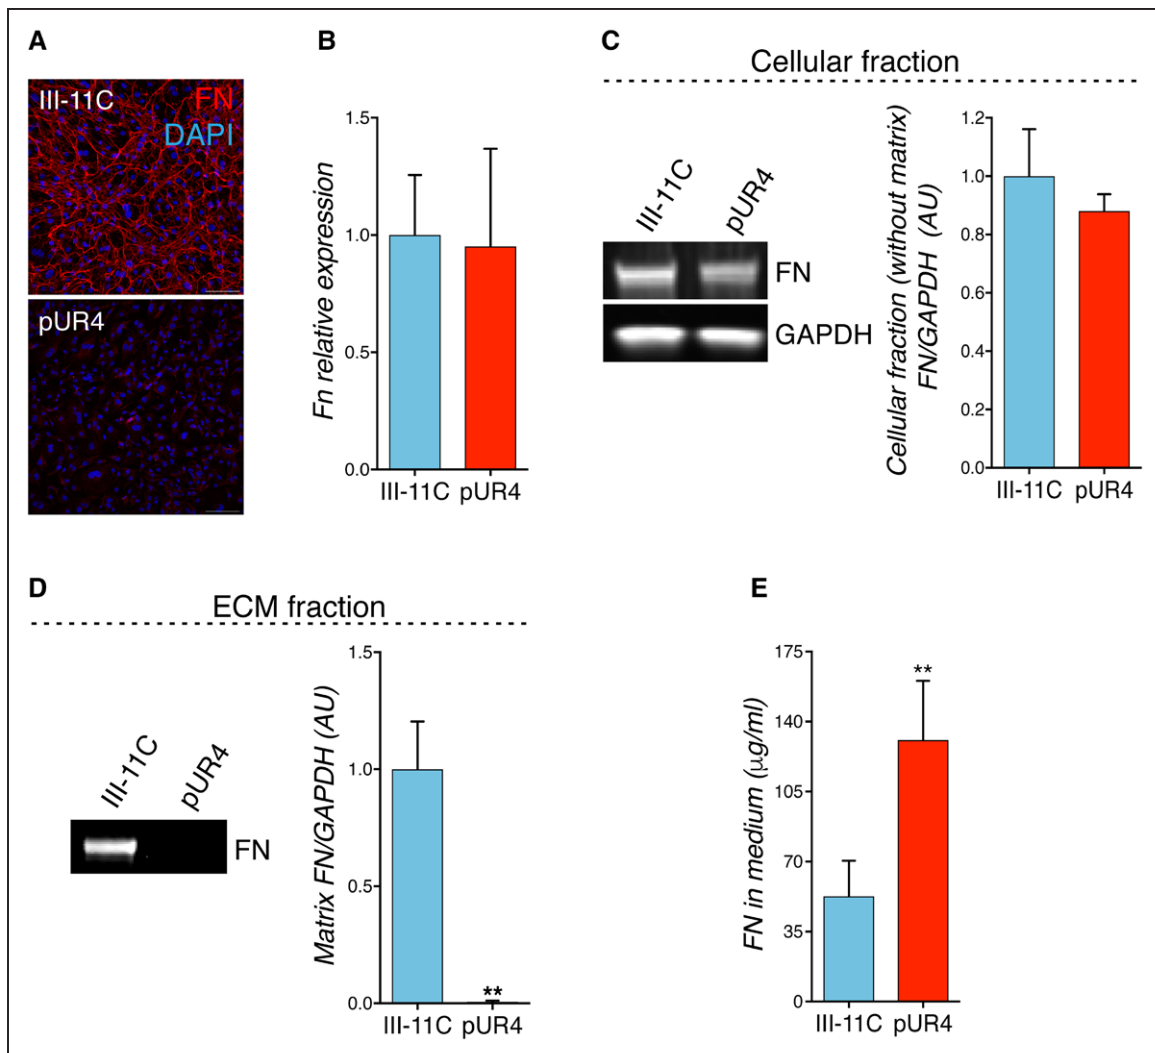 A
III-11C
FN
DAPI
pUR4
B
Fn relative expression
1.5
1.0
0.5
0.0
III-11C
pUR4
C
Cellular fraction
III-11C
pUR4
FN
GAPDH
Cellular fraction (without matrix)
FN/GAPDH (AU)
1.2
1.0
0.8
0.6
0.4
0.2
0.0
III-11C
pUR4
D
ECM fraction
III-11C
pUR4
FN
Matrix FN/GAPDH (AU)
1.5
1.0
0.5
0.0
**
III-11C
pUR4
E
FN in medium (µg/ml)
175
140
105
70
35
0
**
III-11C
pUR4